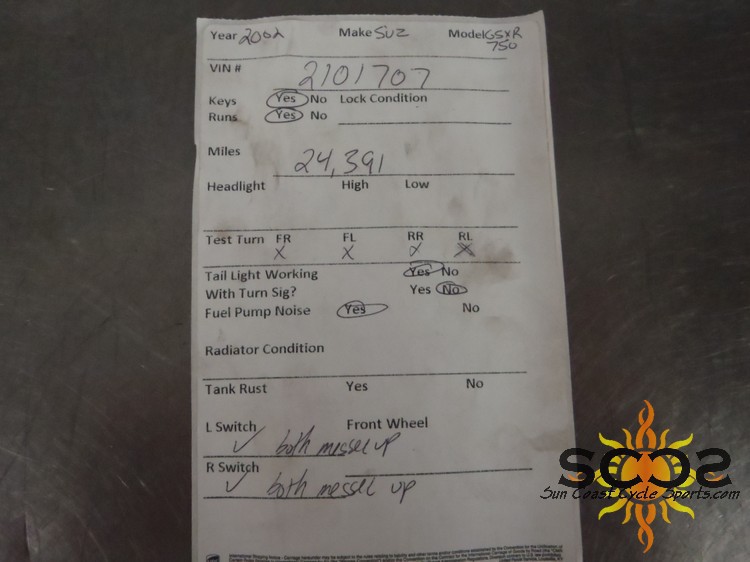 Year 2002 Make SUZ Model GSXR
750
VIN # 2101707
Keys Yes No Lock Condition
Runs Yes No
Miles 24,391
Headlight High Low
Test Turn FR FL RR RL
X X ✓ X
Tail Light Working Yes No
With Turn Sig? Yes No
Fuel Pump Noise Yes No
Radiator Condition
Tank Rust Yes No
L Switch Front Wheel
✓ both messed up
R Switch
✓ both messed up
SCCS
Sun Coast Cycle Sports.com